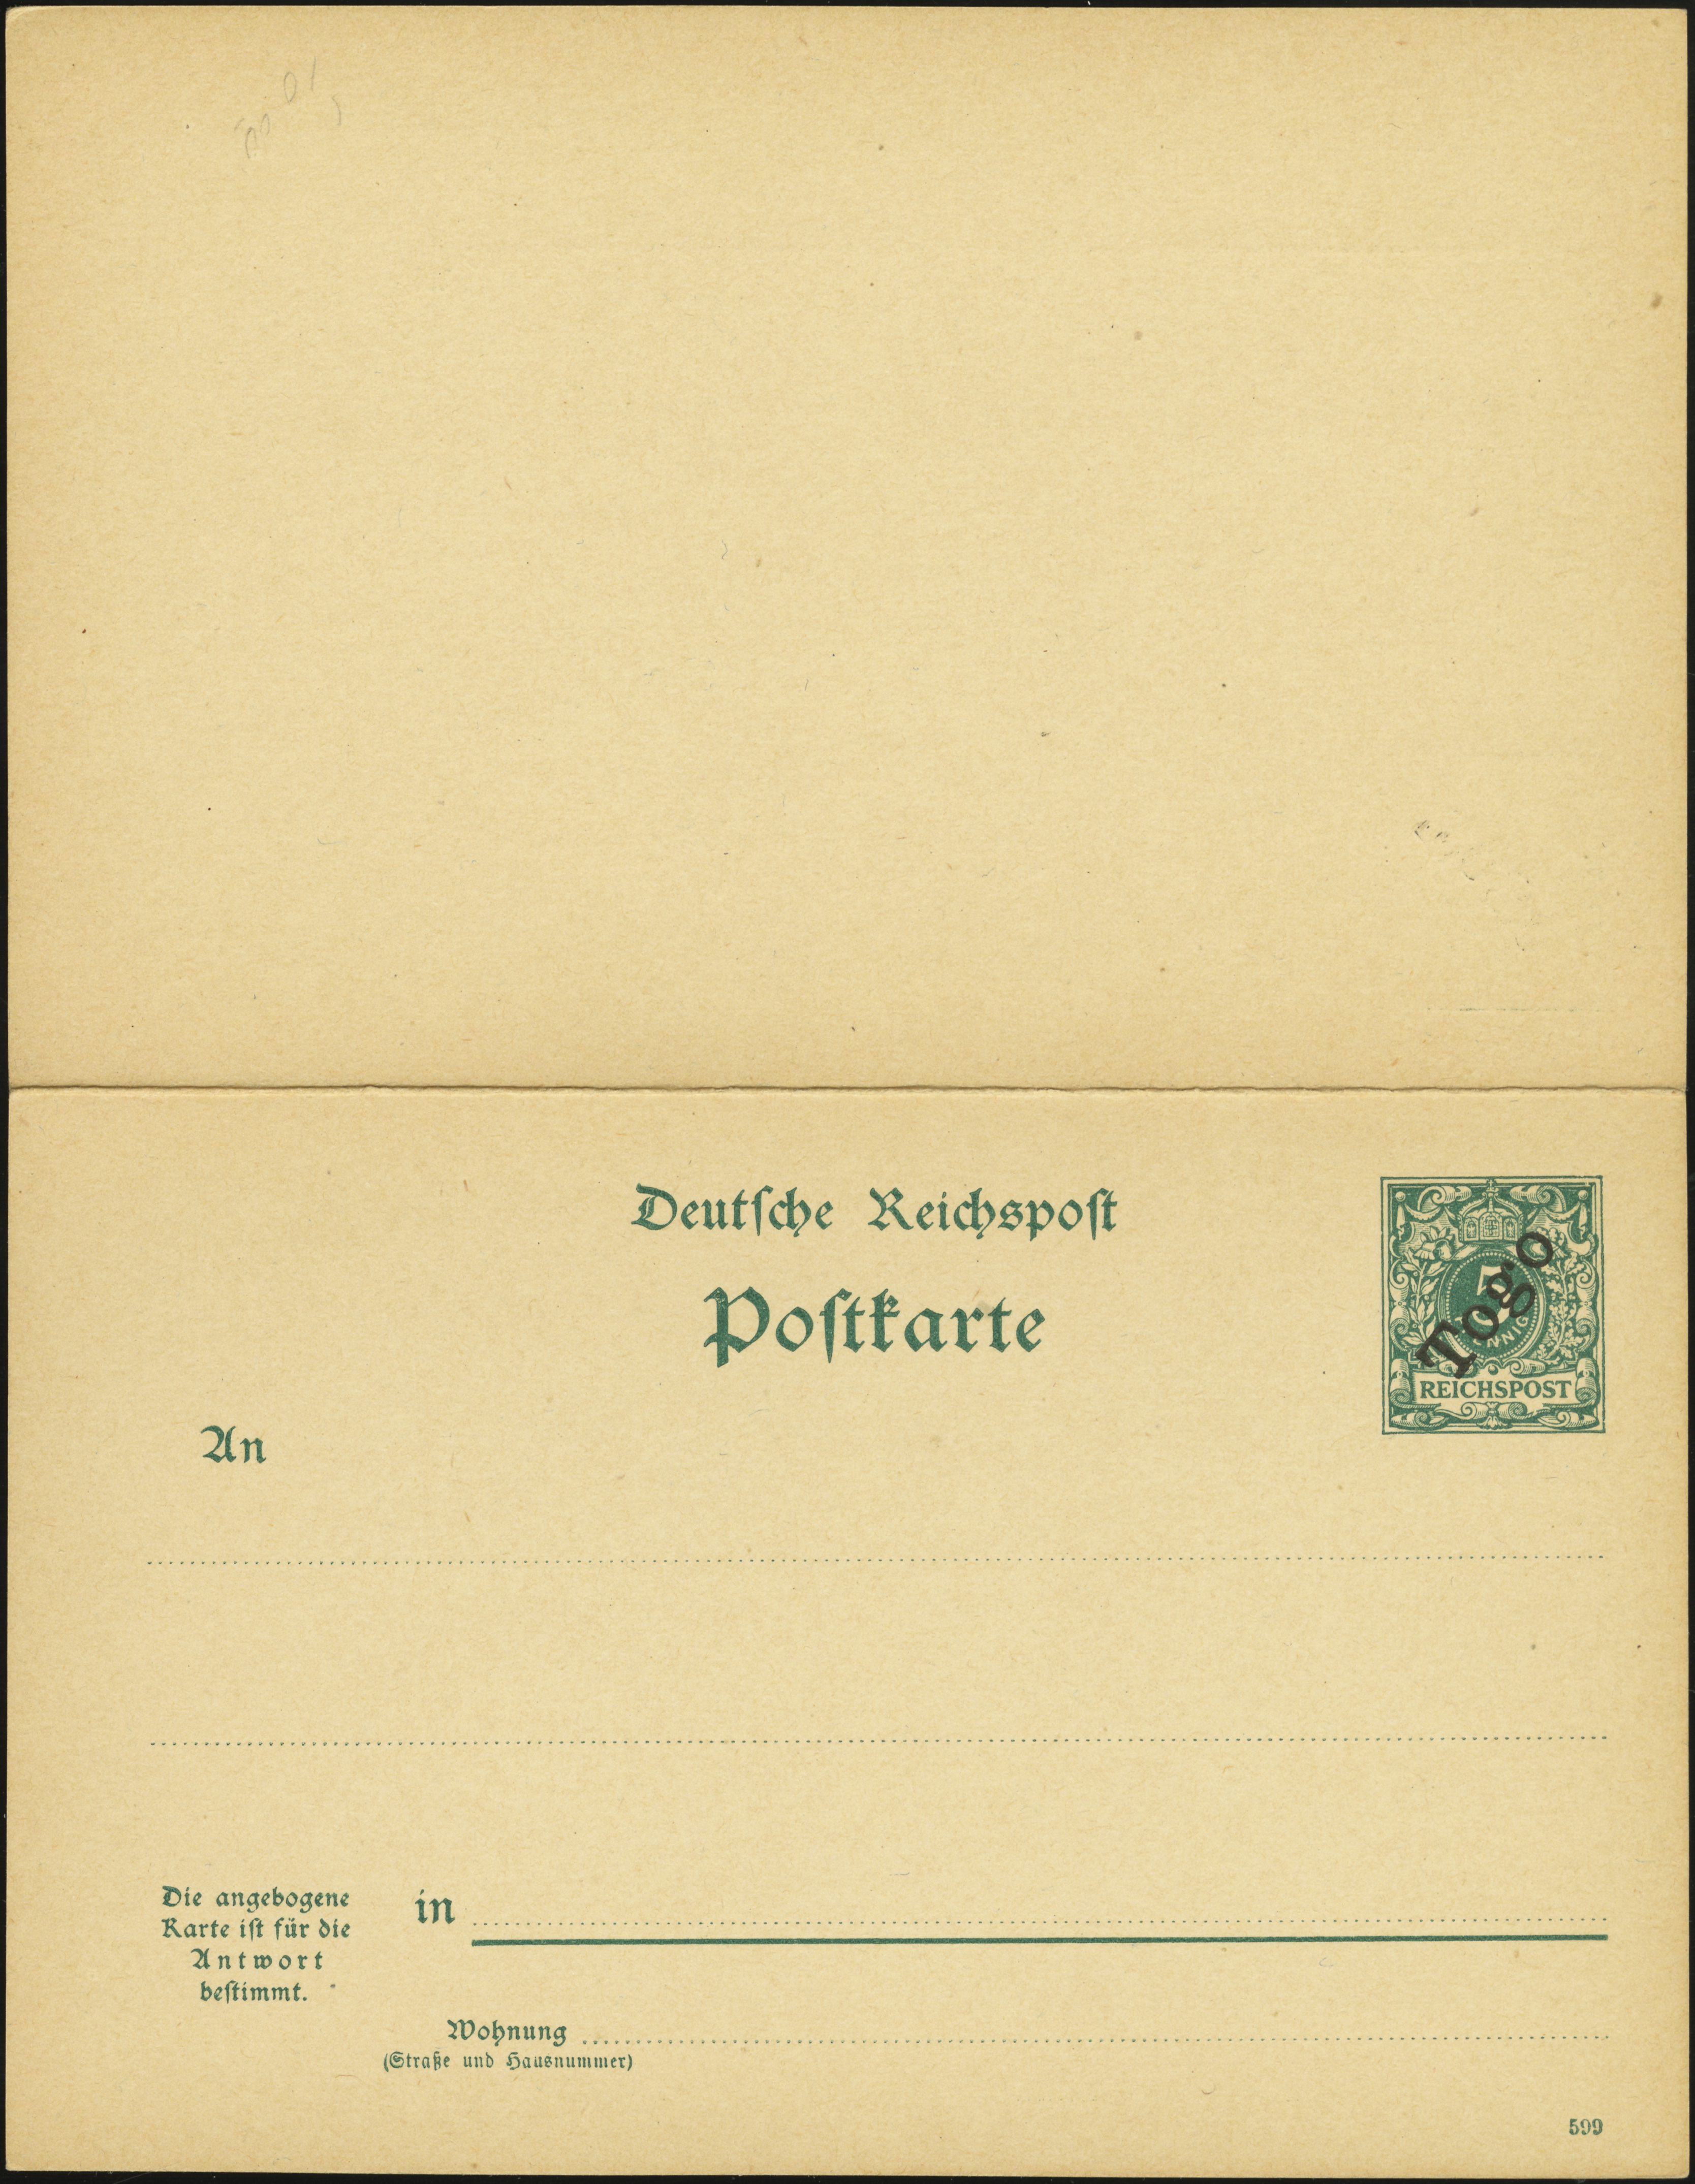 Deutſche Reichspoſt
Poſtkarte
5
Togo
REICHSPOST
An
Die angebogene
Karte iſt für die
Antwort
beſtimmt.
in
Wohnung
(Straße und Hausnummer)
599